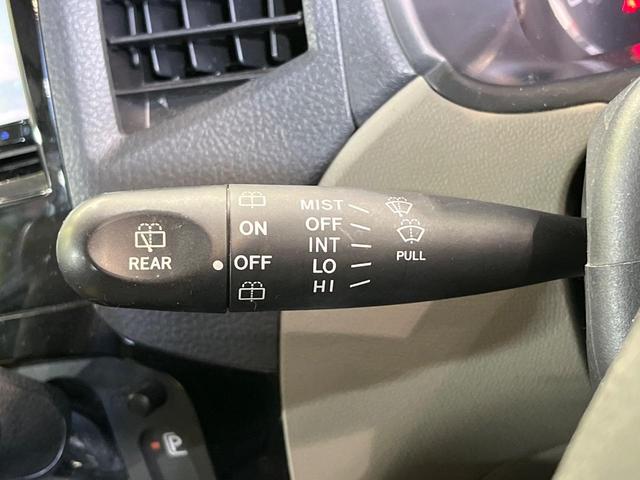 REAR
ON
OFF
MIST
OFF
INT
LO
HI
PULL